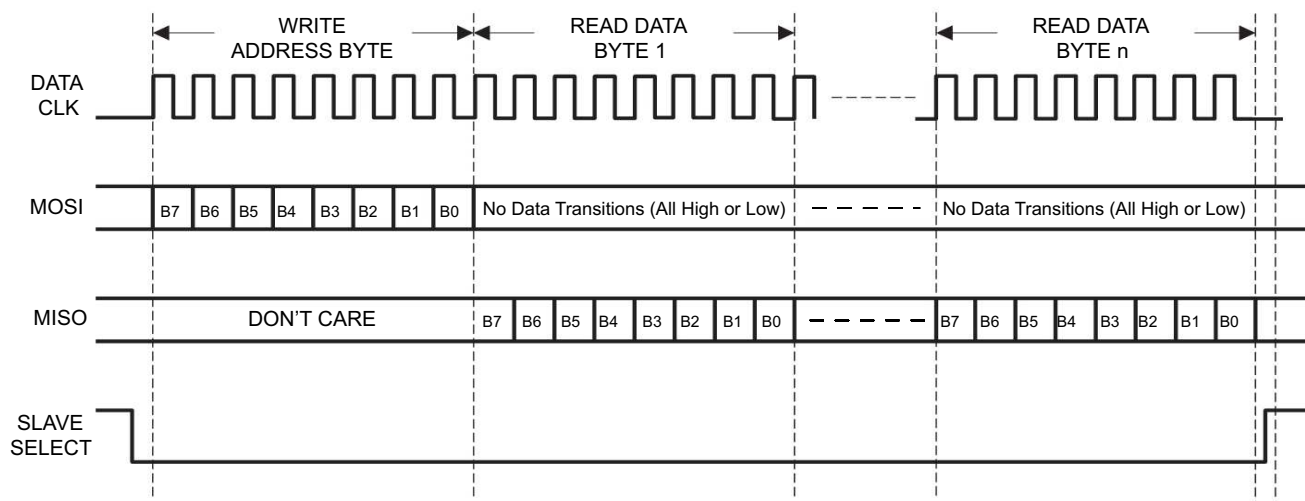 WRITE
ADDRESS BYTE
READ DATA
BYTE 1
READ DATA
BYTE n
DATA
CLK
MOSI
B7 B6 B5 B4 B3 B2 B1 B0 No Data Transitions (All High or Low) No Data Transitions (All High or Low)
MISO
DON'T CARE B7 B6 B5 B4 B3 B2 B1 B0 B7 B6 B5 B4 B3 B2 B1 B0
SLAVE
SELECT